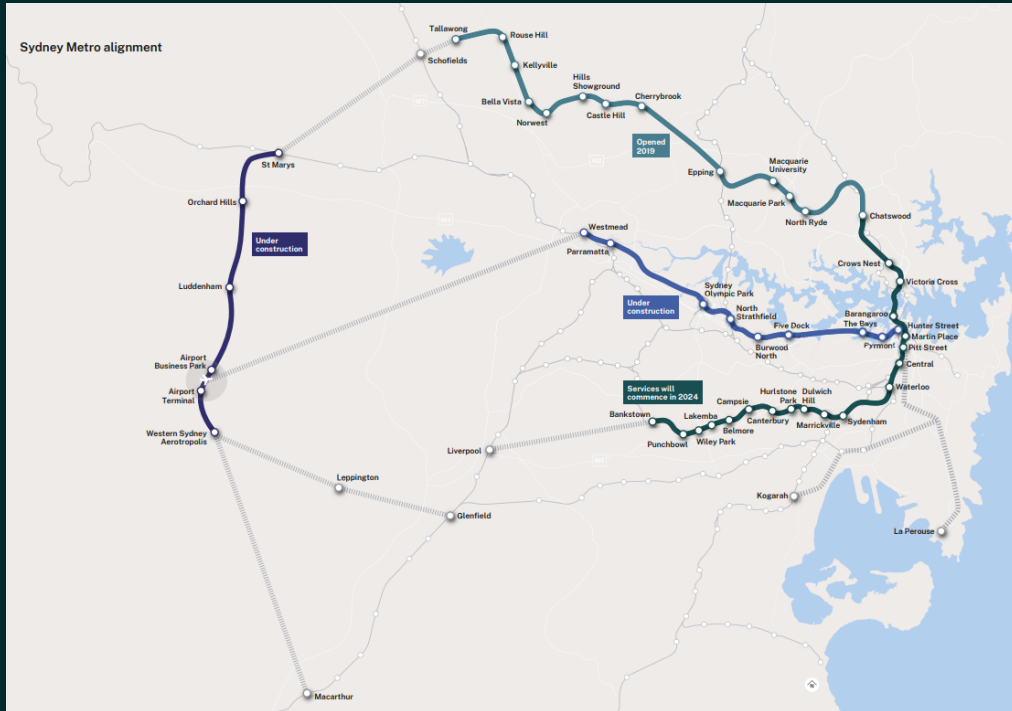 Sydney Metro alignment
Tallawong
Rouse Hill
Schofields
Kellyville
Hills
Showground
Bella Vista
Cherrybrook
Castle Hill
Norwest
Opened
2019
St Marys
Macquarie
University
Epping
Orchard Hills
Macquarie Park
North Ryde
Chatswood
Westmead
Under
construction
Parramatta
Crows Nest
Victoria Cross
Luddenham
Sydney
Olympic Park
Under
construction
North
Strathfield
Five Dock
Barangaroo
The Bays
Hunter Street
Martin Place
Pyrmont
Pitt Street
Burwood
North
Airport
Business Park
Central
Airport
Terminal
Services will
commence in 2024
Waterloo
Hurlstone
Park
Dulwich
Hill
Campsie
Bankstown
Lakemba
Canterbury
Marrickville
Sydenham
Belmore
Wiley Park
Punchbowl
Western Sydney
Aeropolis
Liverpool
Leppington
Kogarah
Glenfield
La Perouse
Macarthur